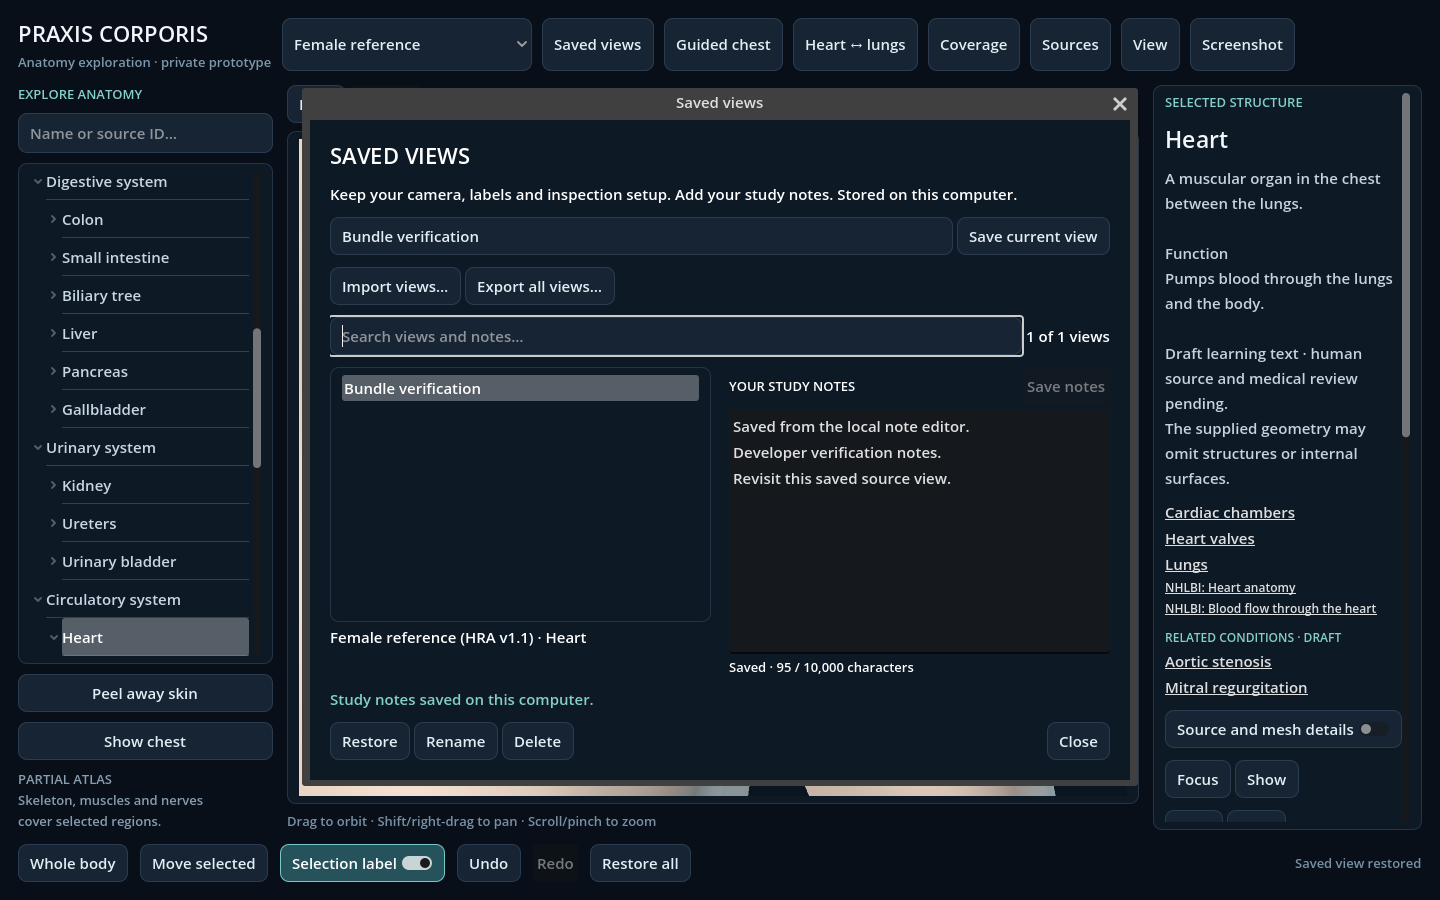 PRAXIS CORPORIS
Anatomy exploration · private prototype
Female reference
Saved views
Guided chest
Heart ↔ lungs
Coverage
Sources
View
Screenshot
EXPLORE ANATOMY
Name or source ID...
Digestive system
Colon
Small intestine
Biliary tree
Liver
Pancreas
Gallbladder
Urinary system
Kidney
Ureters
Urinary bladder
Circulatory system
Heart
Peel away skin
Show chest
PARTIAL ATLAS
Skeleton, muscles and nerves
cover selected regions.
Saved views
SAVED VIEWS
Keep your camera, labels and inspection setup. Add your study notes. Stored on this computer.
Bundle verification
Save current view
Import views...
Export all views...
Search views and notes...
1 of 1 views
Bundle verification
Female reference (HRA v1.1) · Heart
YOUR STUDY NOTES
Save notes
Saved from the local note editor.
Developer verification notes.
Revisit this saved source view.
Saved · 95 / 10,000 characters
Study notes saved on this computer.
Restore
Rename
Delete
Close
Drag to orbit · Shift/right-drag to pan · Scroll/pinch to zoom
SELECTED STRUCTURE
Heart
A muscular organ in the chest
between the lungs.
Function
Pumps blood through the lungs
and the body.
Draft learning text · human
source and medical review
pending.
The supplied geometry may
omit structures or internal
surfaces.
Cardiac chambers
Heart valves
Lungs
NHLBI: Heart anatomy
NHLBI: Blood flow through the heart
RELATED CONDITIONS · DRAFT
Aortic stenosis
Mitral regurgitation
Source and mesh details
Focus
Show
Whole body
Move selected
Selection label
Undo
Redo
Restore all
Saved view restored